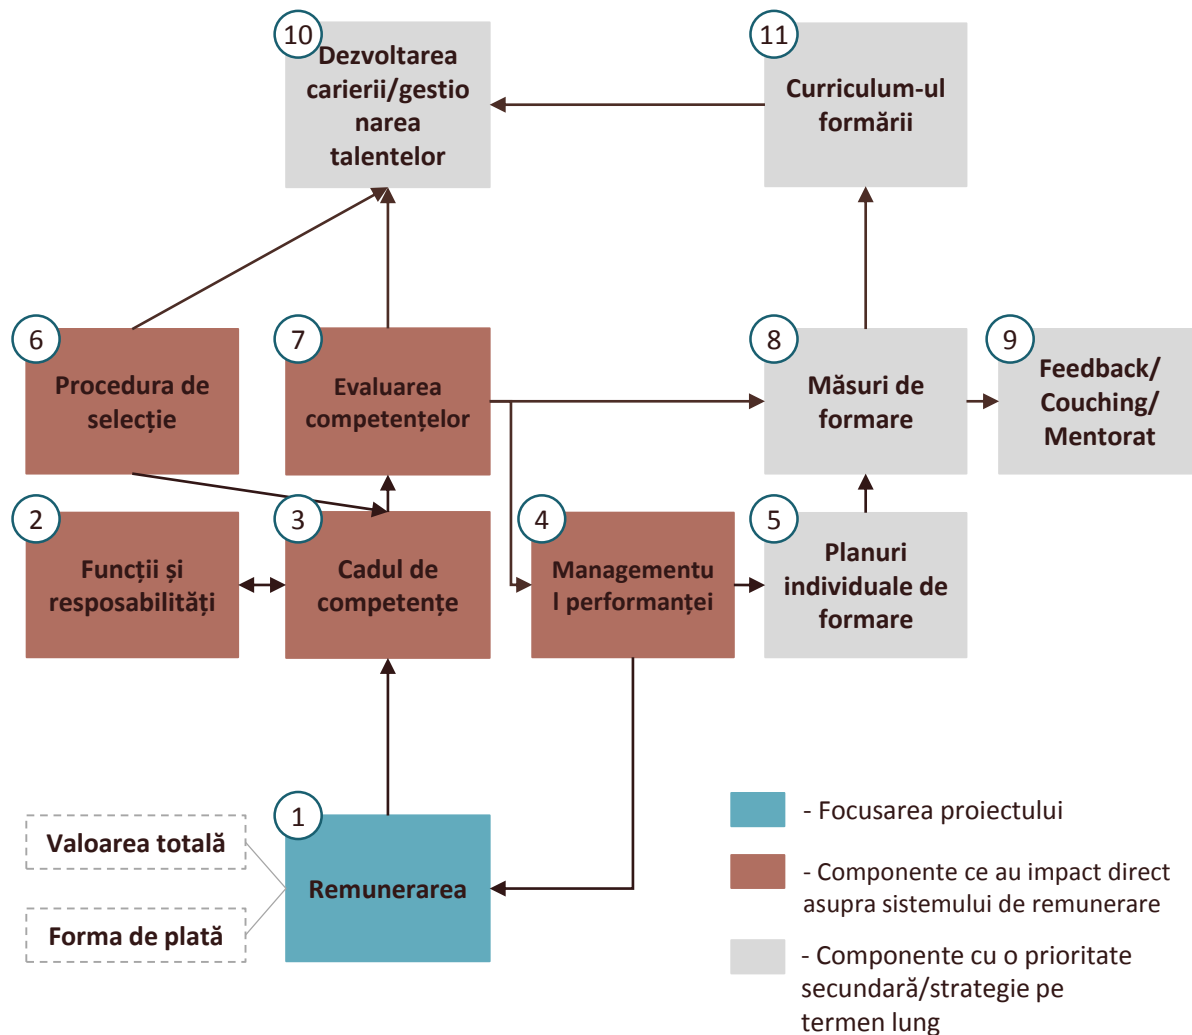 10
Dezvoltarea
carierii/gestio
narea
talentelor
11
Curriculum-ul
formării
6
Procedura de
selecție
7
Evaluarea
competențelor
8
Măsuri de
formare
9
Feedback/
Couching/
Mentorat
2
Funcții și
resposabilități
3
Cadul de
competențe
4
Managementu
l performanței
5
Planuri
individuale de
formare
1
Remunerarea
Valoarea totală
Forma de plată
- Focusarea proiectului
- Componente ce au impact direct
asupra sistemului de remunerare
- Componente cu o prioritate
secundară/strategie pe
termen lung